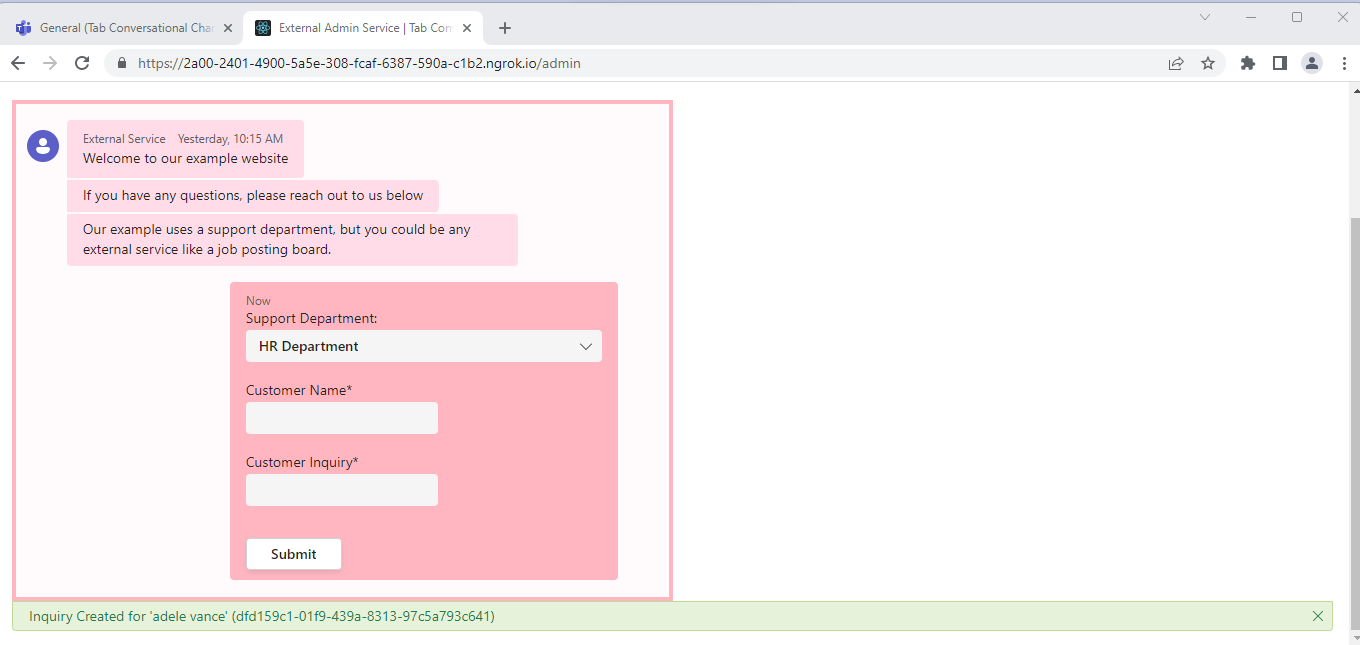 General (Tab Conversational Cha
External Admin Service | Tab Con
https://2a00-2401-4900-5a5e-308-fcaf-6387-590a-c1b2.ngrok.io/admin
External Service Yesterday, 10:15 AM
Welcome to our example website
If you have any questions, please reach out to us below
Our example uses a support department, but you could be any
external service like a job posting board.
Now
Support Department:
HR Department
Customer Name*
Customer Inquiry*
Submit
Inquiry Created for 'adele vance' (dfd159c1-01f9-439a-8313-97c5a793c641)